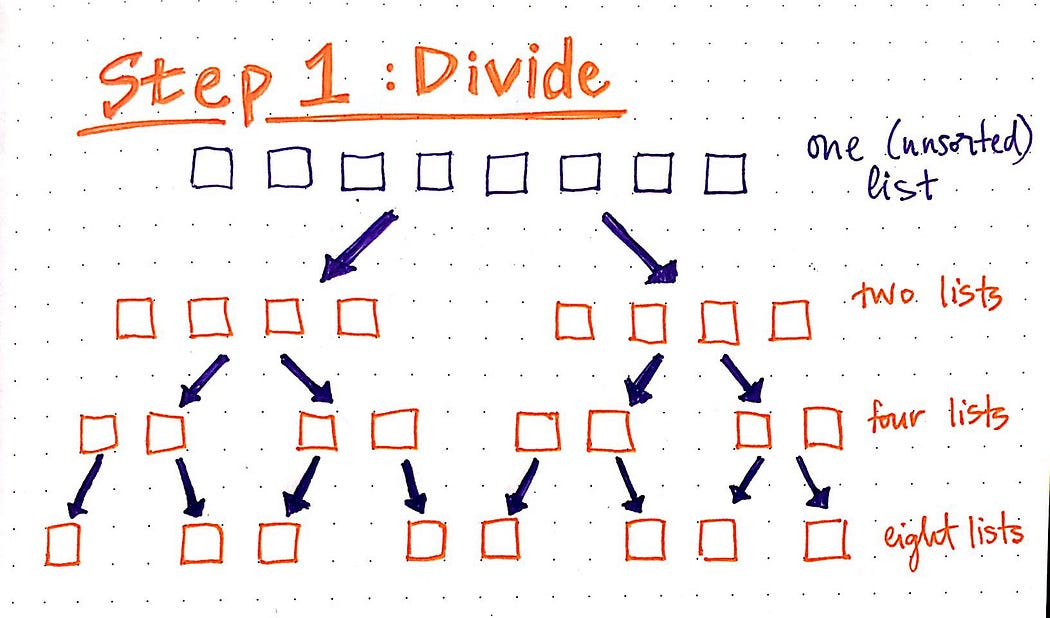 Step 1 : Divide
one (unsorted)
list
two lists
four lists
eight lists